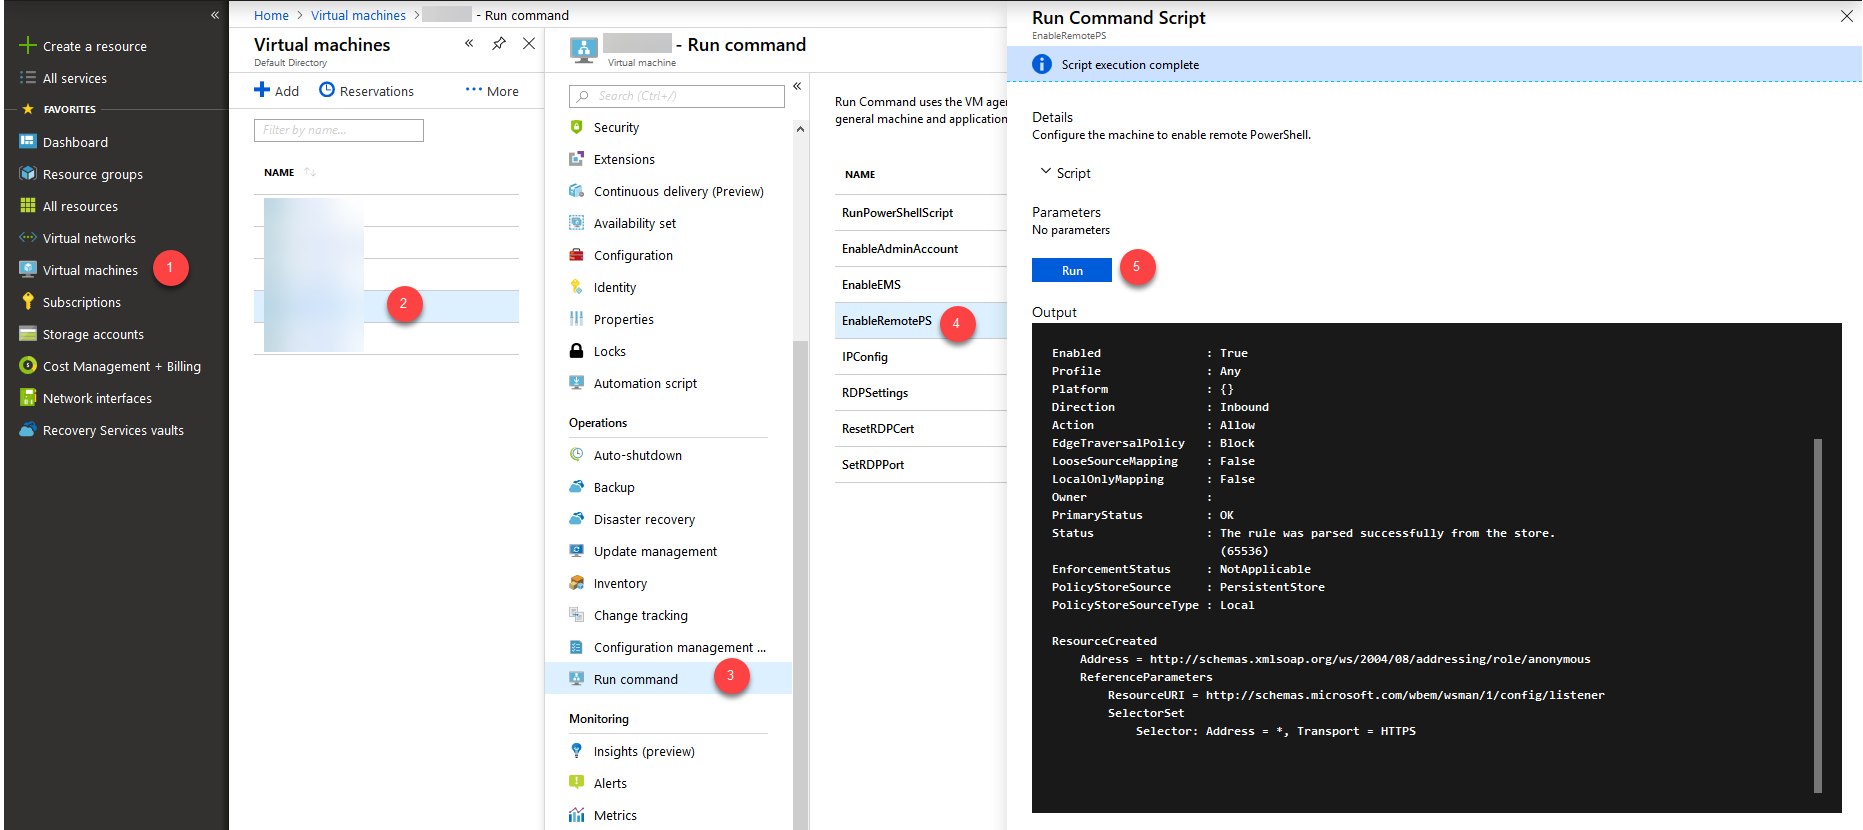 «
Create a resource
All services
FAVORITES
Dashboard
Resource groups
All resources
Virtual networks
Virtual machines
1
Subscriptions
Storage accounts
Cost Management + Billing
Network interfaces
Recovery Services vaults
Home > Virtual machines > - Run command
Virtual machines
Default Directory
Add
Reservations
More
Filter by name...
NAME
2
- Run command
Virtual machine
Search (Ctrl+/)
Security
Extensions
Continuous delivery (Preview)
Availability set
Configuration
Identity
Properties
Locks
Automation script
Operations
Auto-shutdown
Backup
Disaster recovery
Update management
Inventory
Change tracking
Configuration management ...
Run command
3
Monitoring
Insights (preview)
Alerts
Metrics
Run Command uses the VM age
general machine and application
NAME
RunPowerShellScript
EnableAdminAccount
EnableEMS
EnableRemotePS
4
IPConfig
RDPSettings
ResetRDPCert
SetRDPPort
Run Command Script
EnableRemotePS
Script execution complete
Details
Configure the machine to enable remote PowerShell.
Script
Parameters
No parameters
Run
5
Output
Enabled : True
Profile : Any
Platform : {}
Direction : Inbound
Action : Allow
EdgeTraversalPolicy : Block
LooseSourceMapping : False
LocalOnlyMapping : False
Owner :
PrimaryStatus : OK
Status : The rule was parsed successfully from the store.
(65536)
EnforcementStatus : NotApplicable
PolicyStoreSource : PersistentStore
PolicyStoreSourceType : Local
ResourceCreated
Address = http://schemas.xmlsoap.org/ws/2004/08/addressing/role/anonymous
ReferenceParameters
ResourceURI = http://schemas.microsoft.com/wbem/wsman/1/config/listener
SelectorSet
Selector: Address = *, Transport = HTTPS